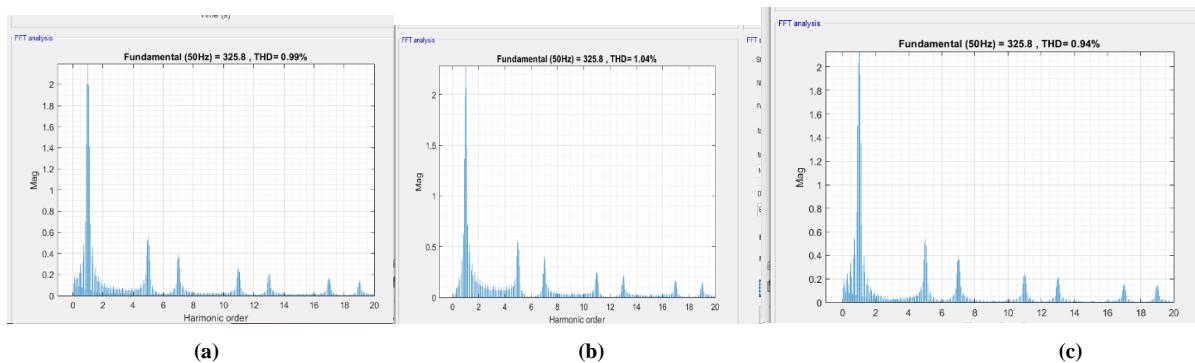 Time (s)
FFT analysis
Fundamental (50Hz) = 325.8 , THD= 0.99%
Mag
2
1.8
1.6
1.4
1.2
1
0.8
0.6
0.4
0.2
0
0 2 4 6 8 10 12 14 16 18 20
Harmonic order
(a)
FFT analysis
Fundamental (50Hz) = 325.8 , THD= 1.04%
Mag
2
1.5
1
0.5
0
0 2 4 6 8 10 12 14 16 18 20
Harmonic order
(b)
FFT analysis
Fundamental (50Hz) = 325.8 , THD= 0.94%
Mag
2
1.8
1.6
1.4
1.2
1
0.8
0.6
0.4
0.2
0
0 2 4 6 8 10 12 14 16 18 20
Harmonic order
(c)